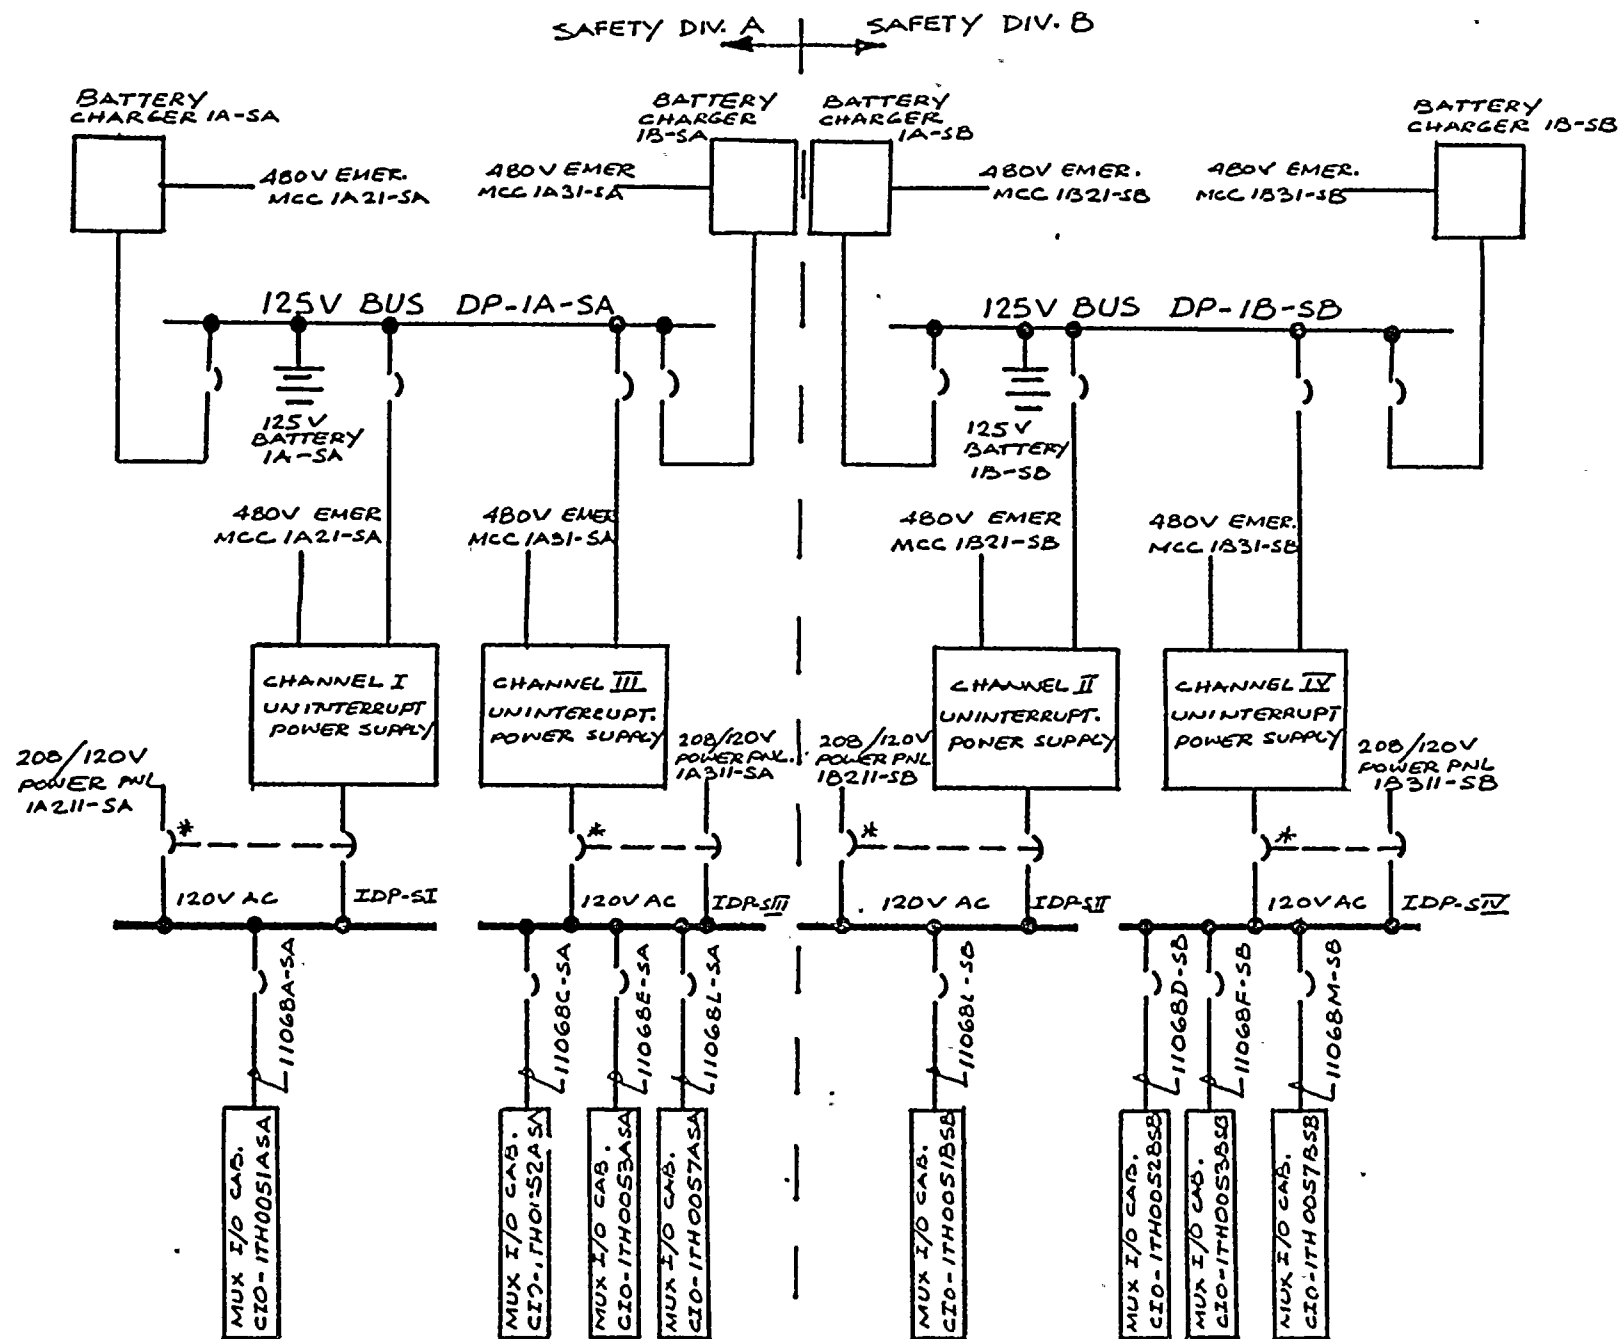 SAFETY DIV. A
SAFETY DIV. B
BATTERY
CHARGER 1A-SA
BATTERY
CHARGER
1B-SA
BATTERY
CHARGER
1A-SB
BATTERY
CHARGER 1B-SB
480V EMER.
MCC 1A21-SA
480V EMER
MCC 1A31-SA
480V EMER.
MCC 1B21-SB
480V EMER.
MCC 1B31-SB
125V BUS DP-1A-SA
125V BUS DP-1B-SB
125V
BATTERY
1A-SA
125V
BATTERY
1B-SB
480V EMER
MCC 1A21-SA
480V EMER
MCC 1A31-SA
480V EMER
MCC 1B21-SB
480V EMER.
MCC 1B31-SB
CHANNEL I
UNINTERRUPT
POWER SUPPLY
CHANNEL III
UNINTERRUPT.
POWER SUPPLY
CHANNEL II
UNINTERRUPT.
POWER SUPPLY
CHANNEL IV
UNINTERRUPT
POWER SUPPLY
208/120V
POWER PNL
1A211-SA
208/120V
POWER PNL.
1A311-SA
208/120V
POWER PNL
1B211-SB
208/120V
POWER PNL
1B311-SB
*
*
*
*
120V AC
IDP-SI
120V AC
IDP-SIII
120V AC
IDP-SII
120V AC
IDP-SIV
11068A-SA
11068C-SA
11068E-SA
11068L-SA
11068L-SB
11068D-SB
11068F-SB
11068M-SB
MUX I/O CAB.
CIO-1TH0051ASA
MUX I/O CAB.
MUX I/O CAB.
CIO-1TH0053ASA
MUX I/O CAB.
CIO-1TH0057ASA
MUX I/O CAB.
CIO-1TH0051BSB
MUX I/O CAB.
CIO-1TH0052BSB
MUX I/O CAB.
CIO-1TH0053BSB
MUX I/O CAB.
CIO-1TH0057BSB